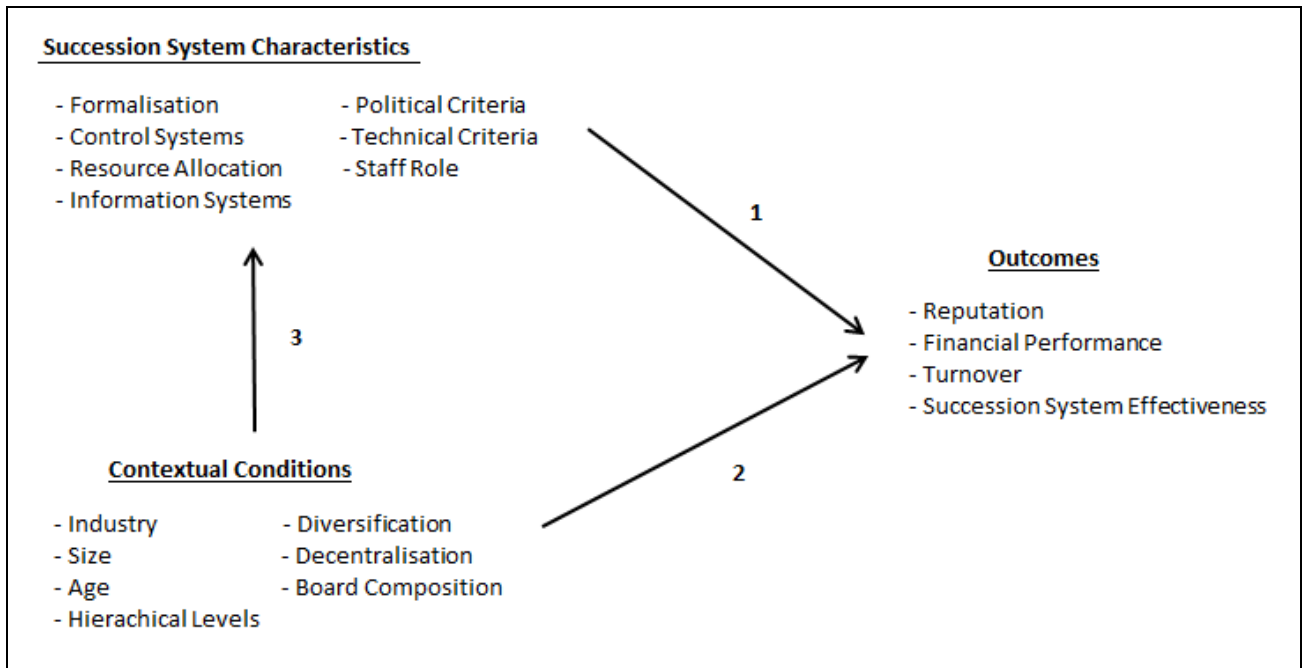 Succession System Characteristics
- Formalisation
- Control Systems
- Resource Allocation
- Information Systems
- Political Criteria
- Technical Criteria
- Staff Role
1
Outcomes
- Reputation
- Financial Performance
- Turnover
- Succession System Effectiveness
3
Contextual Conditions
- Industry
- Size
- Age
- Hierachical Levels
- Diversification
- Decentralisation
- Board Composition
2